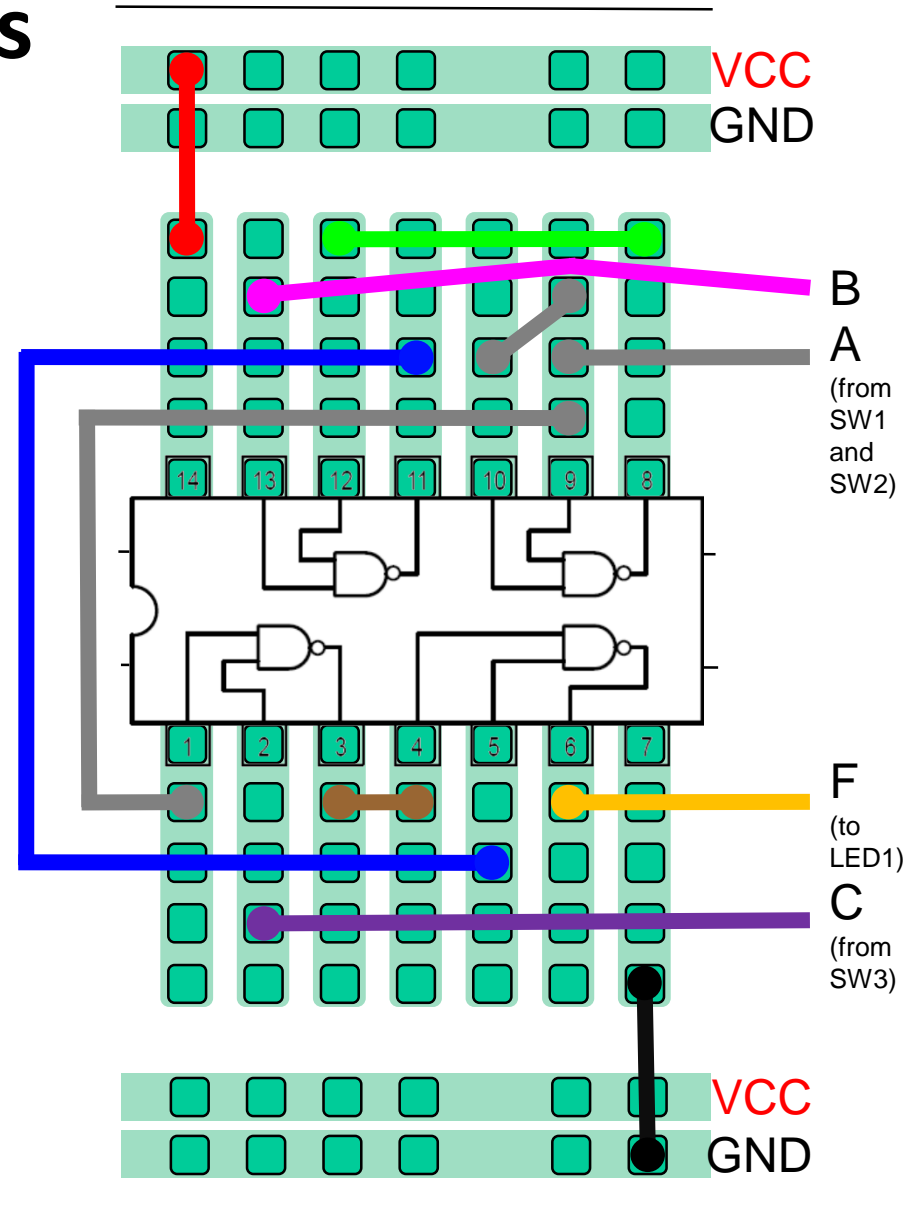 s
VCC
GND
B
A
(from
SW1
and
SW2)
14 13 12 11 10 9 8
1 2 3 4 5 6 7
F
(to
LED1)
C
(from
SW3)
VCC
GND